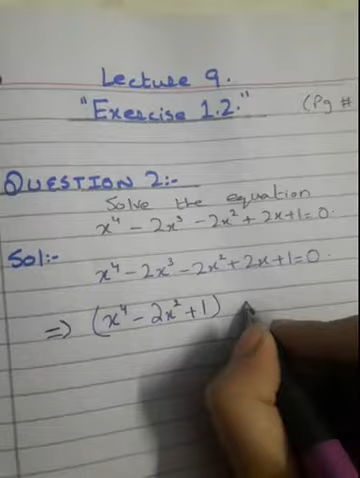 Lecture 9.
"Exercise 1.2."
(Pg #
QUESTION 2:-
Solve the equation
x⁴ - 2x³ - 2x² + 2x + 1 = 0.
Sol:-
x⁴ - 2x³ - 2x² + 2x + 1 = 0.
=> (x⁴ - 2x² + 1)